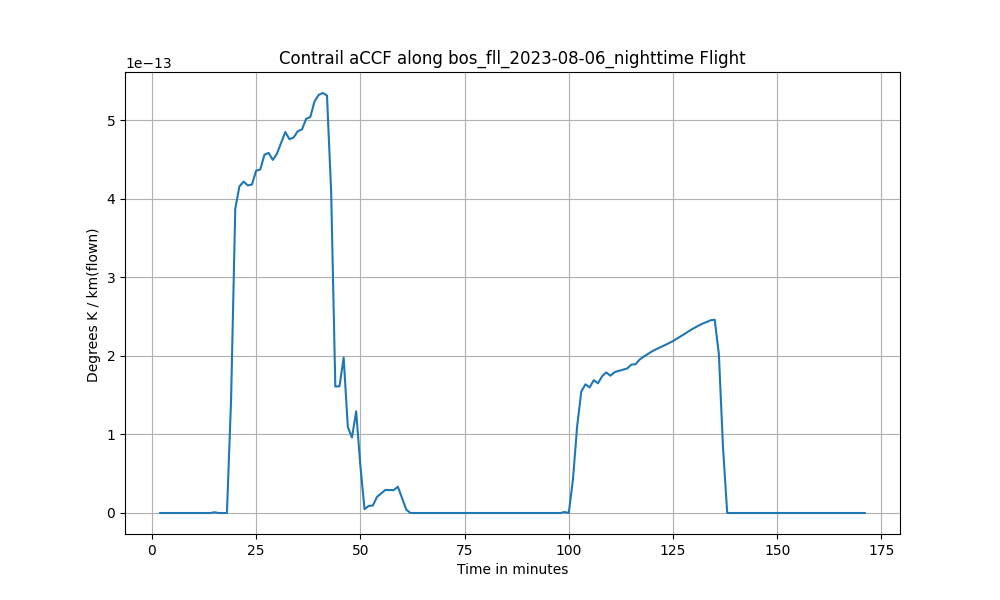 Contrail aCCF along bos_fll_2023-08-06_nighttime Flight
1e−13
5
4
3
2
1
0
Degrees K / km(flown)
0 25 50 75 100 125 150 175
Time in minutes